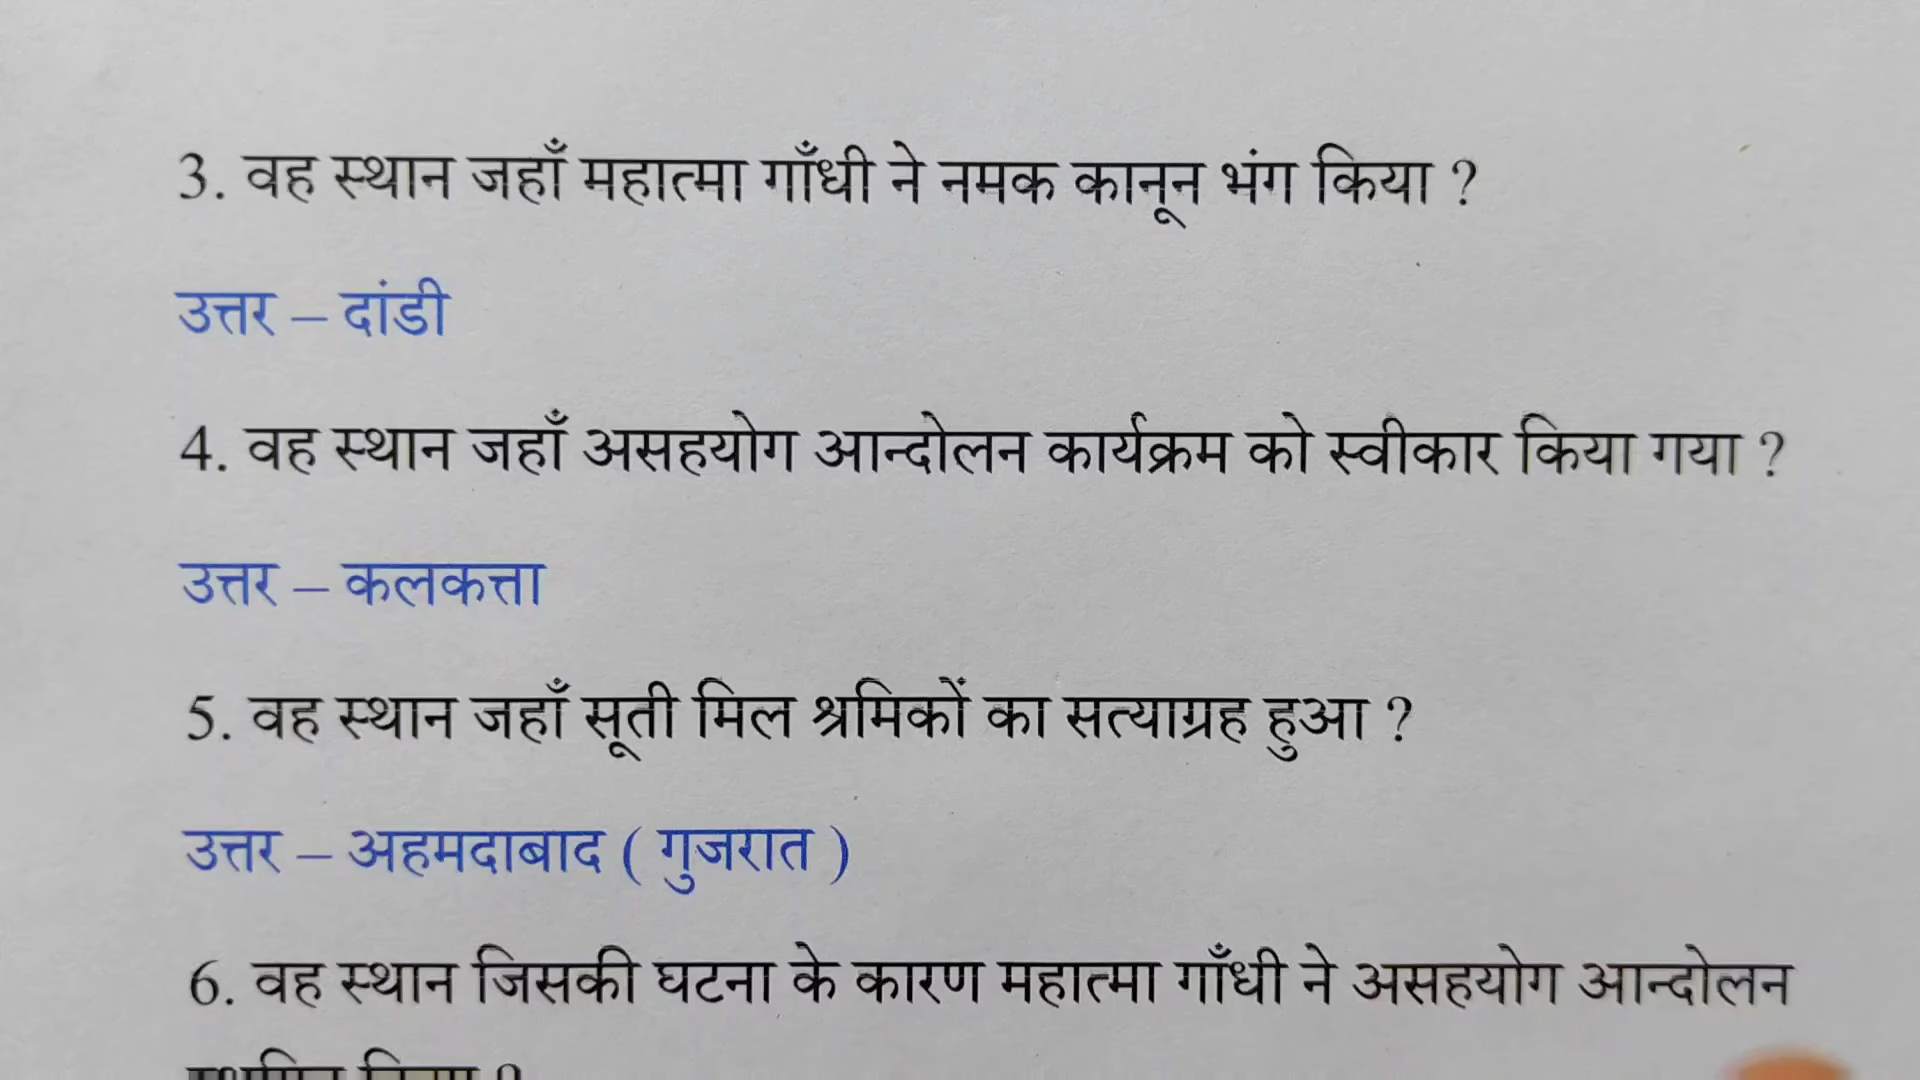 3. वह स्थान जहाँ महात्मा गाँधी ने नमक कानून भंग किया ?
उत्तर – दांडी
4. वह स्थान जहाँ असहयोग आन्दोलन कार्यक्रम को स्वीकार किया गया ?
उत्तर – कलकत्ता
5. वह स्थान जहाँ सूती मिल श्रमिकों का सत्याग्रह हुआ ?
उत्तर – अहमदाबाद ( गुजरात )
6. वह स्थान जिसकी घटना के कारण महात्मा गाँधी ने असहयोग आन्दोलन
स्थगित किया ?